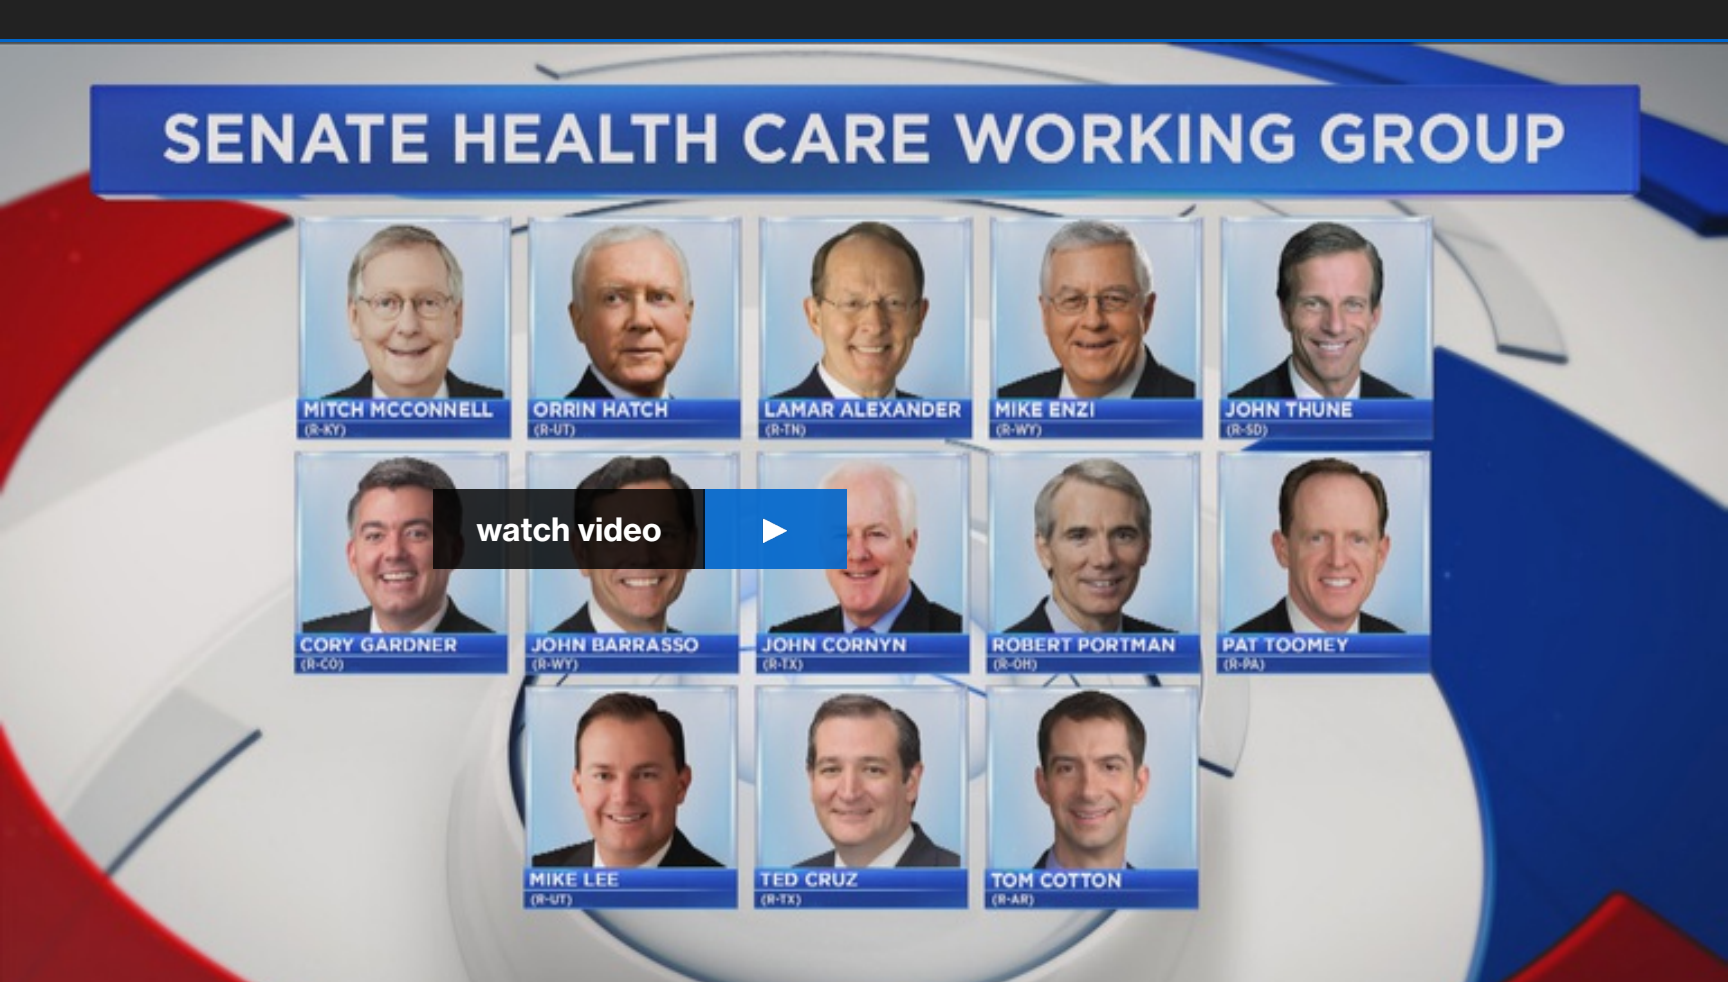 SENATE HEALTH CARE WORKING GROUP
MITCH MCCONNELL
(R-KY)
ORRIN HATCH
(R-UT)
LAMAR ALEXANDER
(R-TN)
MIKE ENZI
(R-WY)
JOHN THUNE
(R-SD)
watch video
CORY GARDNER
(R-CO)
JOHN BARRASSO
(R-WY)
JOHN CORNYN
(R-TX)
ROBERT PORTMAN
(R-OH)
PAT TOOMEY
(R-PA)
MIKE LEE
(R-UT)
TED CRUZ
(R-TX)
TOM COTTON
(R-AR)